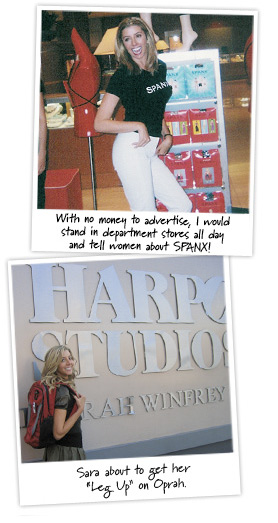 SPANX
SPANX
With no money to advertise, I would
stand in department stores all day
and tell women about SPANX!
HARPO
STUDIOS
RAH WINFREY
Sara about to get her
"Leg Up" on Oprah.